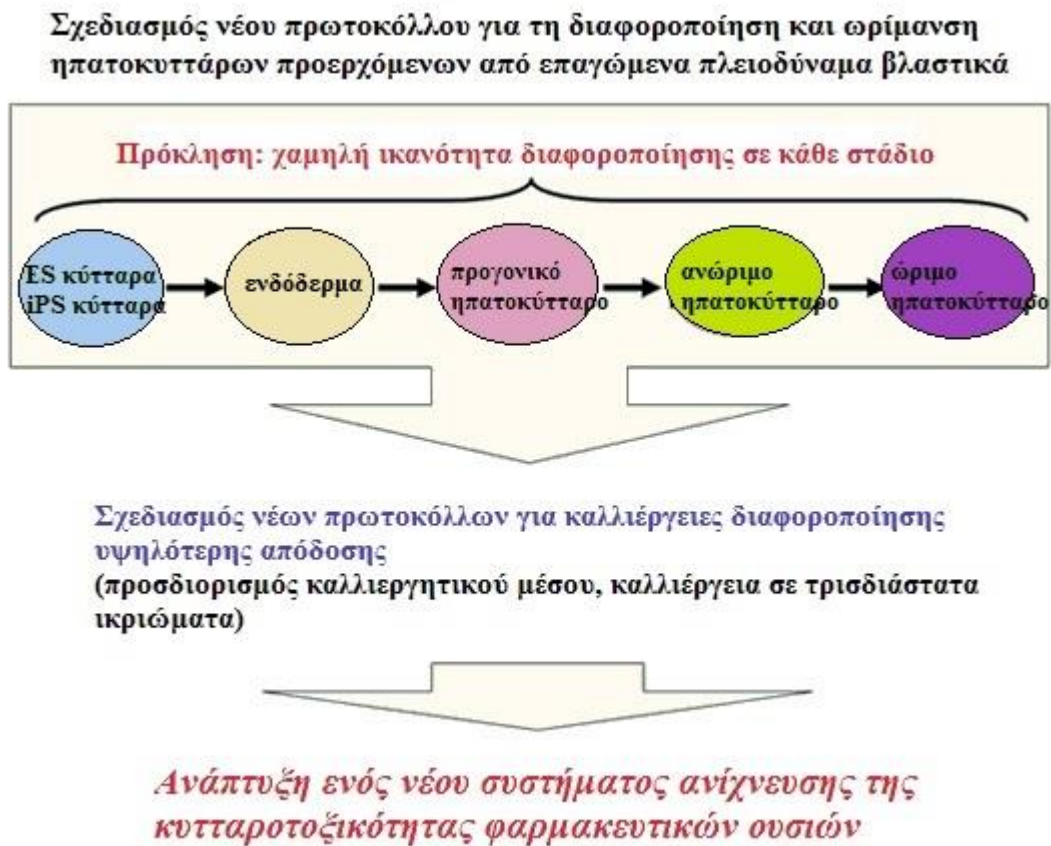 Σχεδιασμός νέου πρωτοκόλλου για τη διαφοροποίηση και ωρίμανση
ηπατοκυττάρων προερχόμενων από επαγώμενα πλειοδύναμα βλαστικά
Πρόκληση: χαμηλή ικανότητα διαφοροποίησης σε κάθε στάδιο
ES κύτταρα
iPS κύτταρα
ενδόδερμα
προγονικό
ηπατοκύτταρο
ανώριμο
ηπατοκύτταρο
ώριμο
ηπατοκύτταρο
Σχεδιασμός νέων πρωτοκόλλων για καλλιέργειες διαφοροποίησης
υψηλότερης απόδοσης
(προσδιορισμός καλλιεργητικού μέσου, καλλιέργεια σε τρισδιάστατα
ικριώματα)
Ανάπτυξη ενός νέου συστήματος ανίχνευσης της
κυτταροτοξικότητας φαρμακευτικών ουσιών